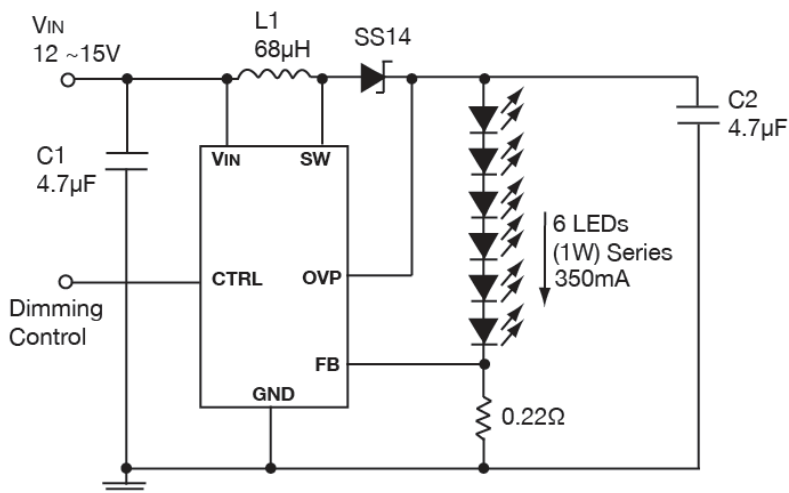 VIN
12 ~15V
L1
68µH
SS14
C1
4.7µF
VIN
SW
C2
4.7µF
6 LEDs
(1W) Series
350mA
CTRL
OVP
Dimming
Control
FB
GND
0.22Ω